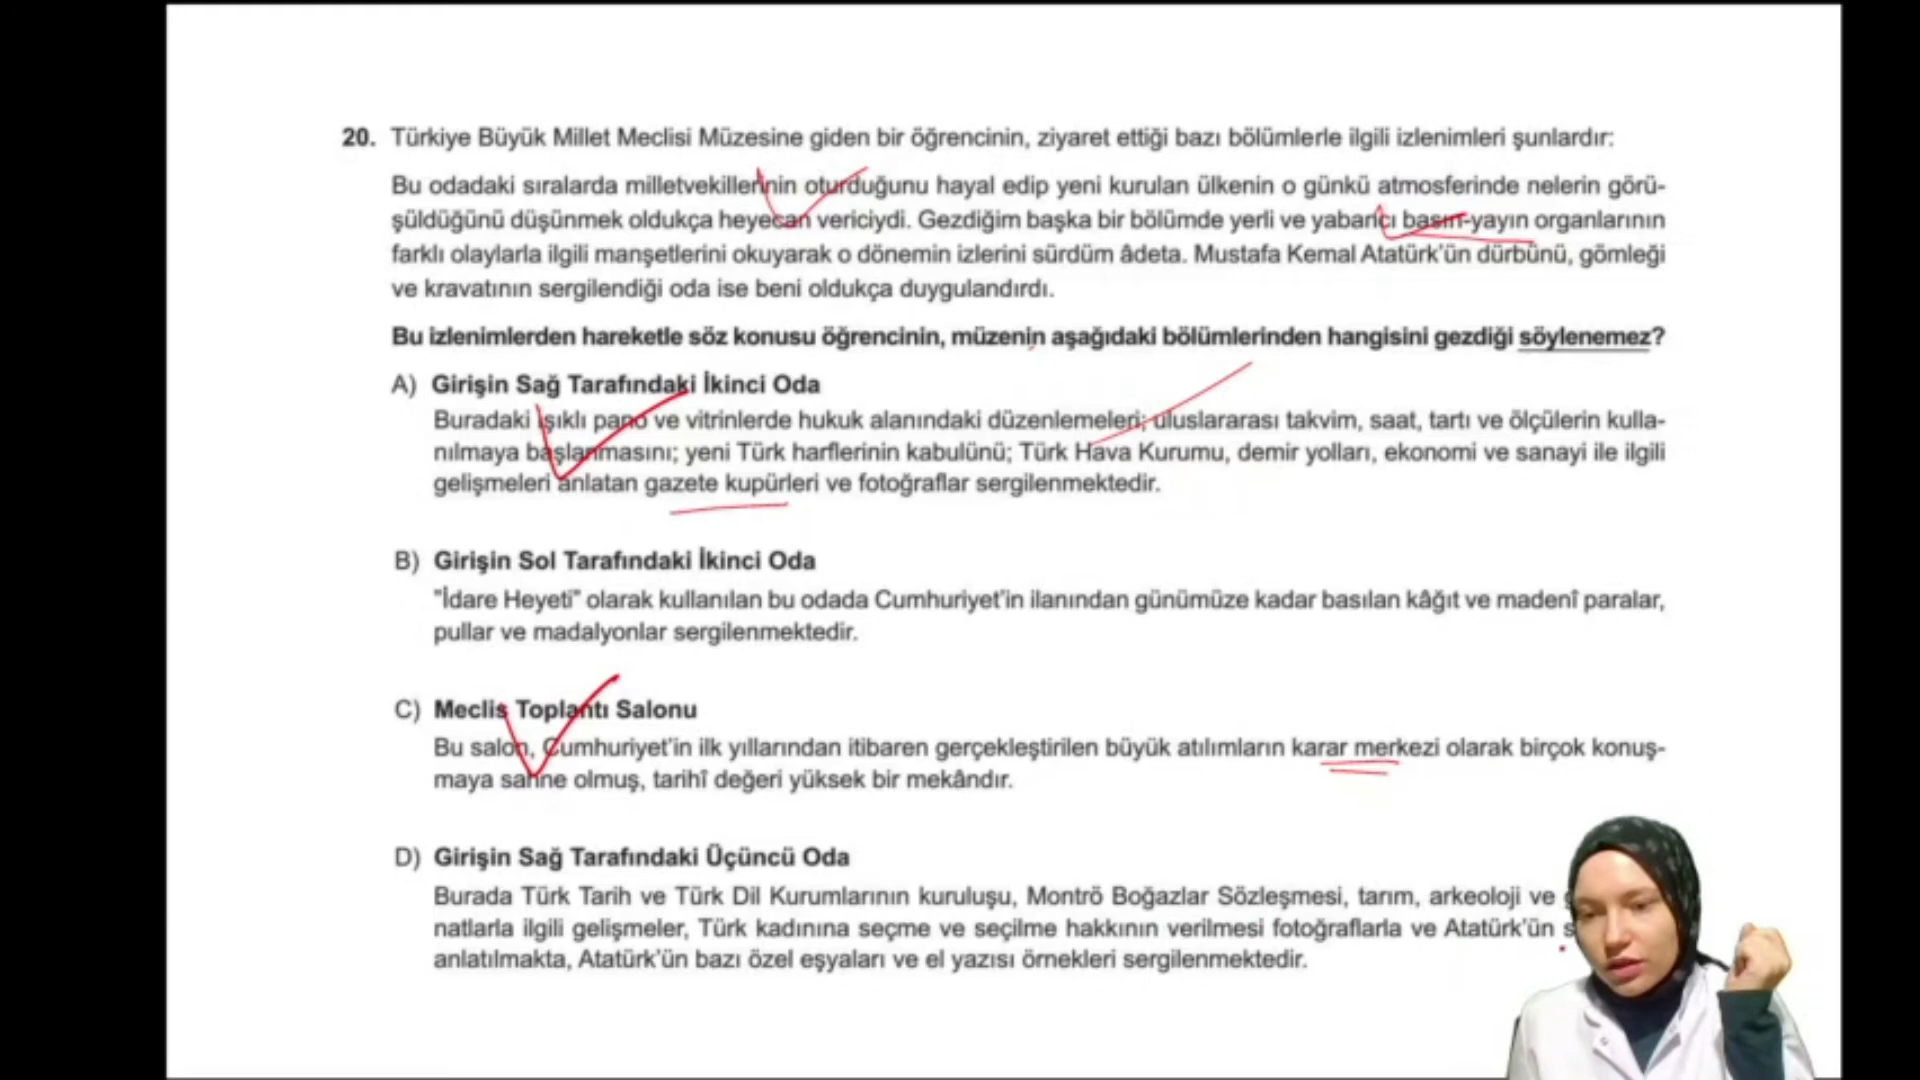 20. Türkiye Büyük Millet Meclisi Müzesine giden bir öğrencinin, ziyaret ettiği bazı bölümlerle ilgili izlenimleri şunlardır:
Bu odadaki sıralarda milletvekillerinin oturduğunu hayal edip yeni kurulan ülkenin o günkü atmosferinde nelerin görü-
şüldüğünü düşünmek oldukça heyecan vericiydi. Gezdiğim başka bir bölümde yerli ve yabancı basın-yayın organlarının
farklı olaylarla ilgili manşetlerini okuyarak o dönemin izlerini sürdüm âdeta. Mustafa Kemal Atatürk'ün dürbünü, gömleği
ve kravatının sergilendiği oda ise beni oldukça duygulandırdı.
Bu izlenimlerden hareketle söz konusu öğrencinin, müzenin aşağıdaki bölümlerinden hangisini gezdiği söylenemez?
A) Girişin Sağ Tarafındaki İkinci Oda
Buradaki ışıklı pano ve vitrinlerde hukuk alanındaki düzenlemeleri; uluslararası takvim, saat, tartı ve ölçülerin kulla-
nılmaya başlanmasını; yeni Türk harflerinin kabulünü; Türk Hava Kurumu, demir yolları, ekonomi ve sanayi ile ilgili
gelişmeleri anlatan gazete kupürleri ve fotoğraflar sergilenmektedir.
B) Girişin Sol Tarafındaki İkinci Oda
"İdare Heyeti" olarak kullanılan bu odada Cumhuriyet'in ilanından günümüze kadar basılan kâğıt ve madenî paralar,
pullar ve madalyonlar sergilenmektedir.
C) Meclis Toplantı Salonu
Bu salon, Cumhuriyet'in ilk yıllarından itibaren gerçekleştirilen büyük atılımların karar merkezi olarak birçok konuş-
maya sahne olmuş, tarihî değeri yüksek bir mekândır.
D) Girişin Sağ Tarafındaki Üçüncü Oda
Burada Türk Tarih ve Türk Dil Kurumlarının kuruluşu, Montrö Boğazlar Sözleşmesi, tarım, arkeoloji ve
natlarla ilgili gelişmeler, Türk kadınına seçme ve seçilme hakkının verilmesi fotoğraflarla ve Atatürk'ün
anlatılmakta, Atatürk'ün bazı özel eşyaları ve el yazısı örnekleri sergilenmektedir.